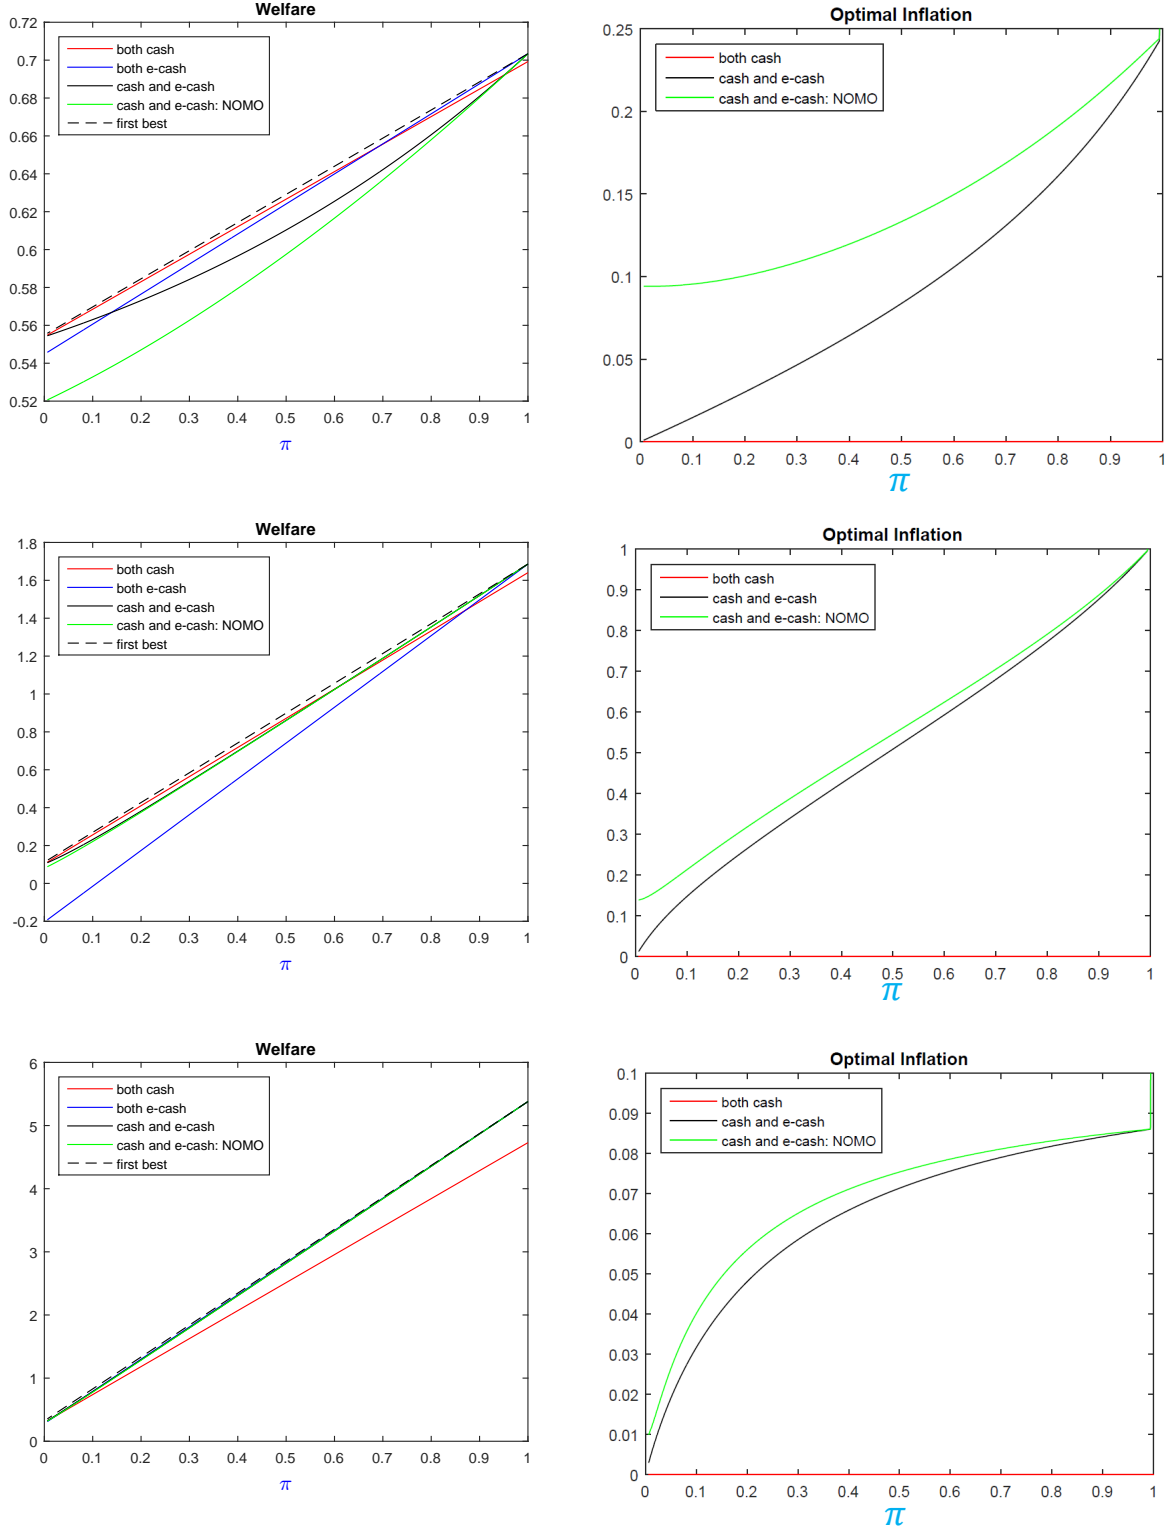 Welfare
0.72
0.7
0.68
0.66
0.64
0.62
0.6
0.58
0.56
0.54
0.52
both cash
both e-cash
cash and e-cash
cash and e-cash: NOMO
first best
0 0.1 0.2 0.3 0.4 0.5 0.6 0.7 0.8 0.9 1
π
Optimal Inflation
0.25
0.2
0.15
0.1
0.05
0
both cash
cash and e-cash
cash and e-cash: NOMO
0 0.1 0.2 0.3 0.4 0.5 0.6 0.7 0.8 0.9 1
π
Welfare
1.8
1.6
1.4
1.2
1
0.8
0.6
0.4
0.2
0
-0.2
both cash
both e-cash
cash and e-cash
cash and e-cash: NOMO
first best
0 0.1 0.2 0.3 0.4 0.5 0.6 0.7 0.8 0.9 1
π
Optimal Inflation
1
0.9
0.8
0.7
0.6
0.5
0.4
0.3
0.2
0.1
0
both cash
cash and e-cash
cash and e-cash: NOMO
0 0.1 0.2 0.3 0.4 0.5 0.6 0.7 0.8 0.9 1
π
Welfare
6
5
4
3
2
1
0
both cash
both e-cash
cash and e-cash
cash and e-cash: NOMO
first best
0 0.1 0.2 0.3 0.4 0.5 0.6 0.7 0.8 0.9 1
π
Optimal Inflation
0.1
0.09
0.08
0.07
0.06
0.05
0.04
0.03
0.02
0.01
0
both cash
cash and e-cash
cash and e-cash: NOMO
0 0.1 0.2 0.3 0.4 0.5 0.6 0.7 0.8 0.9 1
π